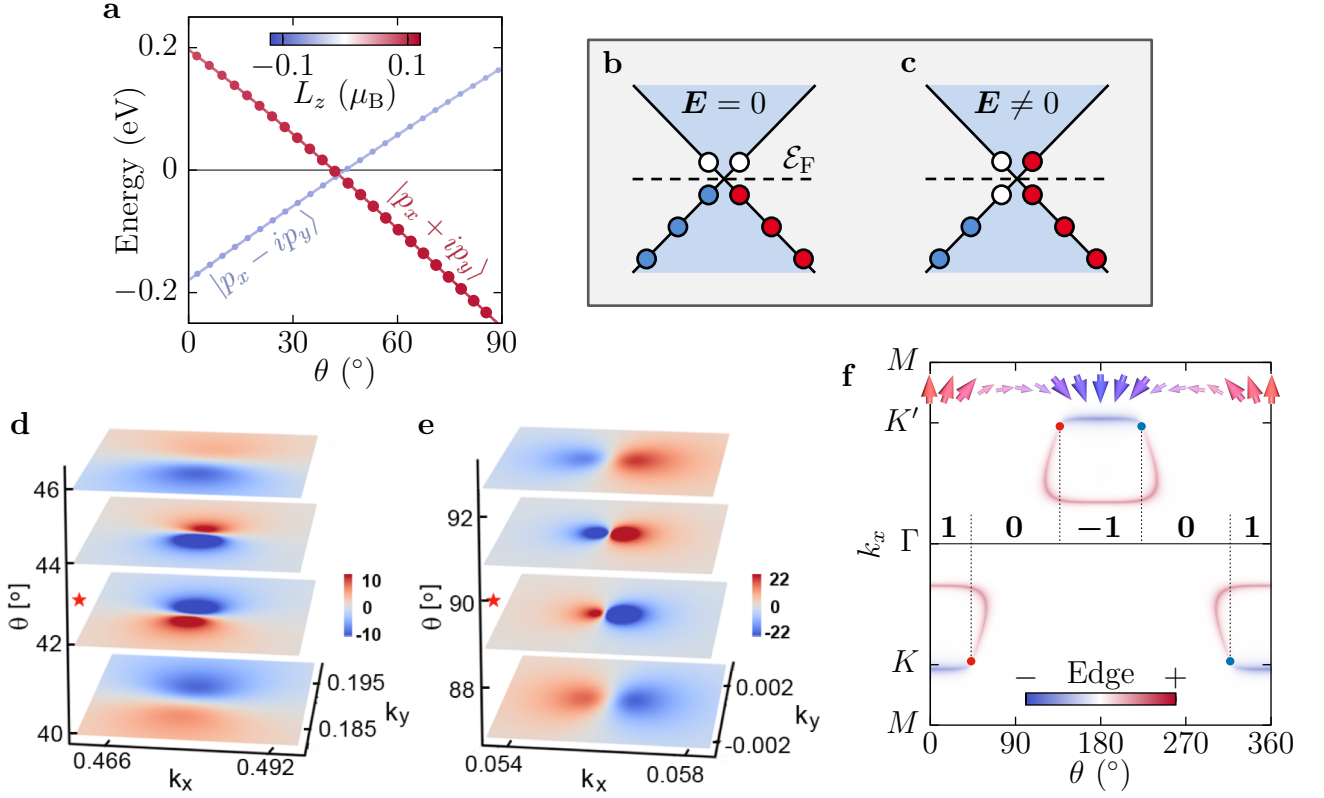 a
0.2
0
−0.2
Energy (eV)
−0.1 0.1
L_z (μ_B)
|p_x − ip_y⟩
|p_x + ip_y⟩
0 30 60 90
θ (°)
b
E = 0
c
E ≠ 0
ℰ_F
d
46
44
42
40
θ [°]
10
0
-10
0.195
0.185
k_y
0.466 0.492
k_x
e
92
90
88
θ [°]
22
0
-22
0.002
-0.002
k_y
0.054 0.058
k_x
f
M
K′
Γ
K
M
k_x
1 0 −1 0 1
− Edge +
0 90 180 270 360
θ (°)